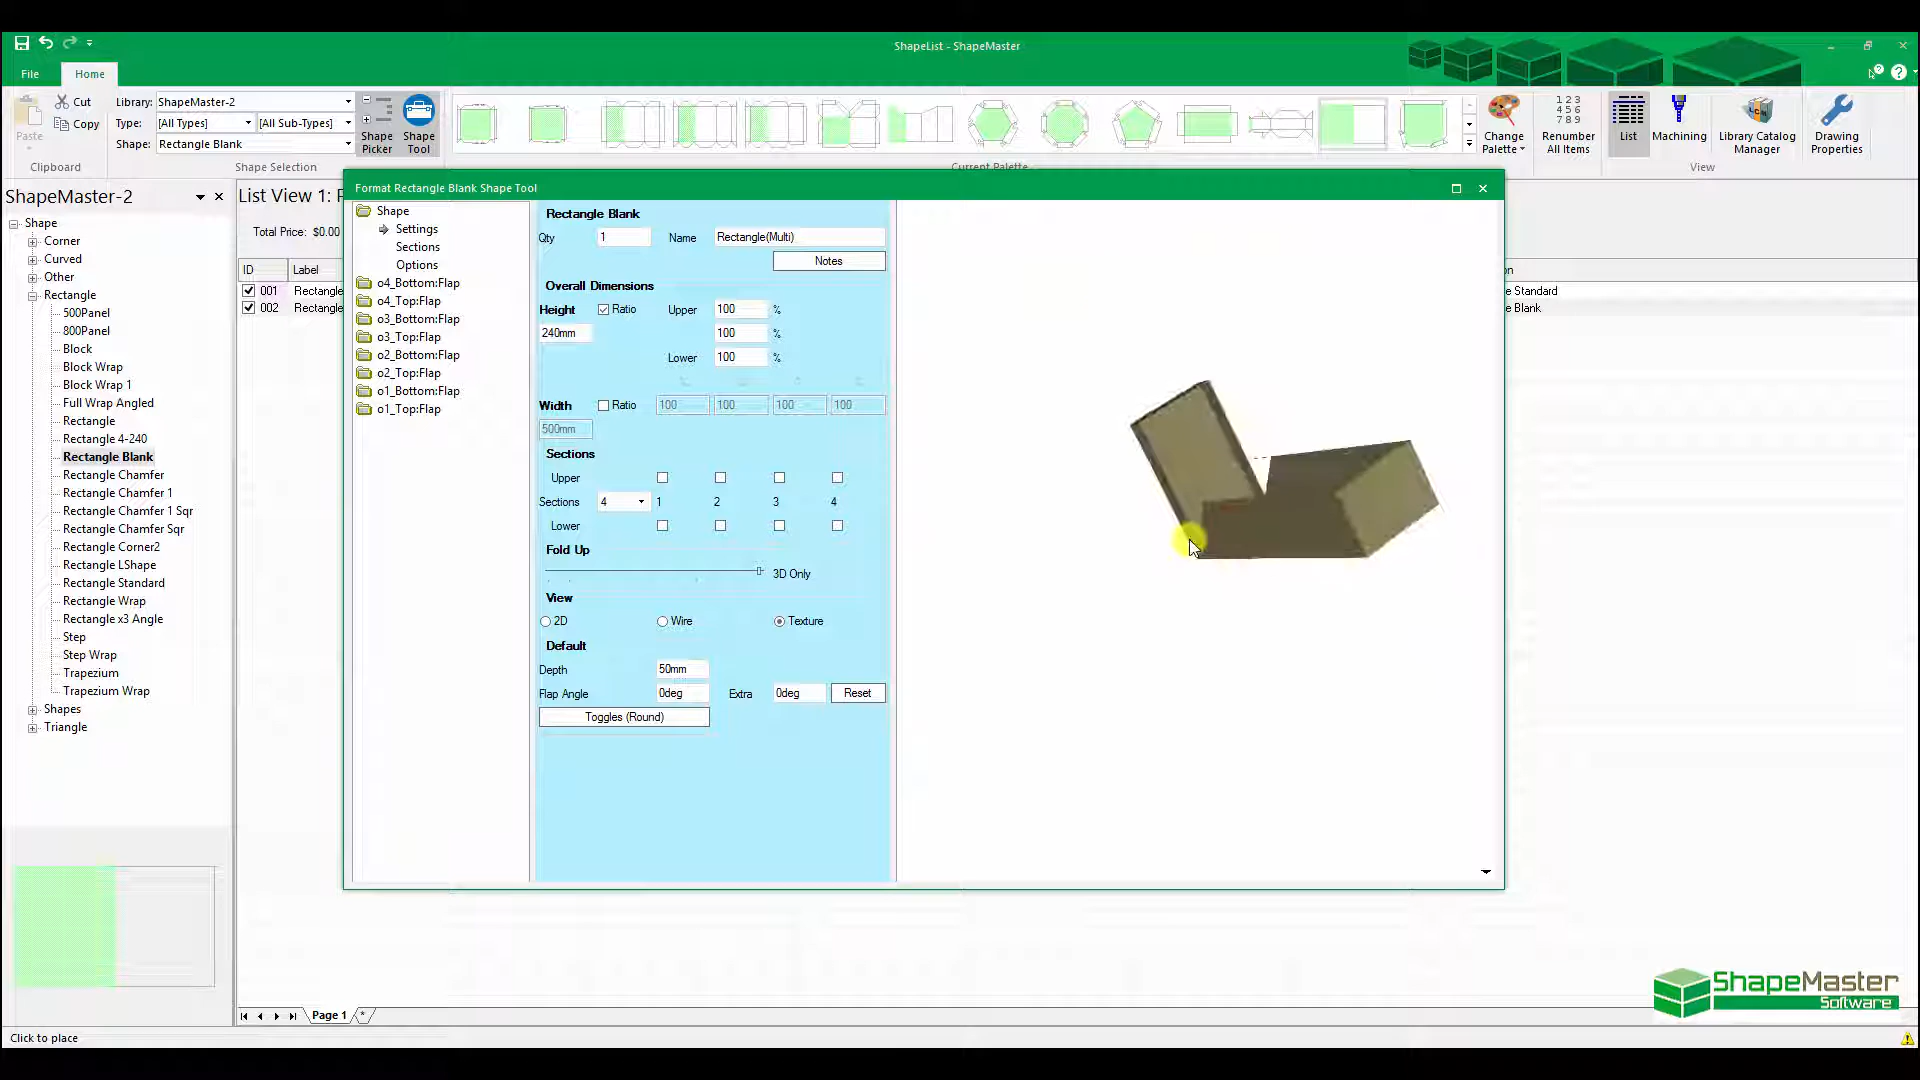 ShapeList - ShapeMaster
File
Home
Paste
Cut
Copy
Clipboard
Library: ShapeMaster-2
Type: [All Types] [All Sub-Types]
Shape: Rectangle Blank
Shape Selection
Shape Picker
Shape Tool
Current Palette
Change Palette
1 2 3
4 5 6
7 8 9
Renumber All Items
List
Machining
Library Catalog Manager
Drawing Properties
View
ShapeMaster-2
Shape
Corner
Curved
Other
Rectangle
500Panel
800Panel
Block
Block Wrap
Block Wrap 1
Full Wrap Angled
Rectangle
Rectangle 4-240
Rectangle Blank
Rectangle Chamfer
Rectangle Chamfer 1
Rectangle Chamfer 1 Sqr
Rectangle Chamfer Sqr
Rectangle Corner2
Rectangle LShape
Rectangle Standard
Rectangle Wrap
Rectangle x3 Angle
Step
Step Wrap
Trapezium
Trapezium Wrap
Shapes
Triangle
List View 1:
Total Price: $0.00
ID Label
001 Rectangle
002 Rectangle
Standard
Blank
Format Rectangle Blank Shape Tool
Shape
Settings
Sections
Options
o4_Bottom:Flap
o4_Top:Flap
o3_Bottom:Flap
o3_Top:Flap
o2_Bottom:Flap
o2_Top:Flap
o1_Bottom:Flap
o1_Top:Flap
Rectangle Blank
Qty 1 Name Rectangle(Multi)
Notes
Overall Dimensions
Height Ratio Upper 100 %
240mm 100 %
Lower 100 %
Width Ratio 100 100 100 100
500mm
Sections
Upper
Sections 4 1 2 3 4
Lower
Fold Up
3D Only
View
2D Wire Texture
Default
Depth 50mm
Flap Angle 0deg Extra 0deg Reset
Toggles (Round)
Page 1
Click to place
ShapeMaster
Software